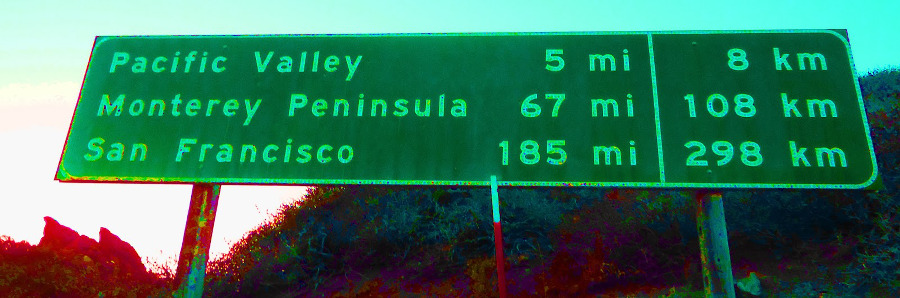 Pacific Valley 5 mi 8 km
Monterey Peninsula 67 mi 108 km
San Francisco 185 mi 298 km